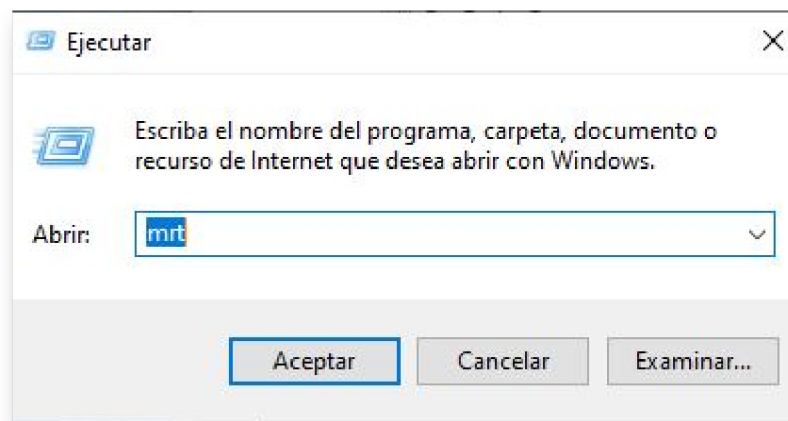 Ejecutar
Escriba el nombre del programa, carpeta, documento o
recurso de Internet que desea abrir con Windows.
Abrir: mrt
Aceptar Cancelar Examinar...